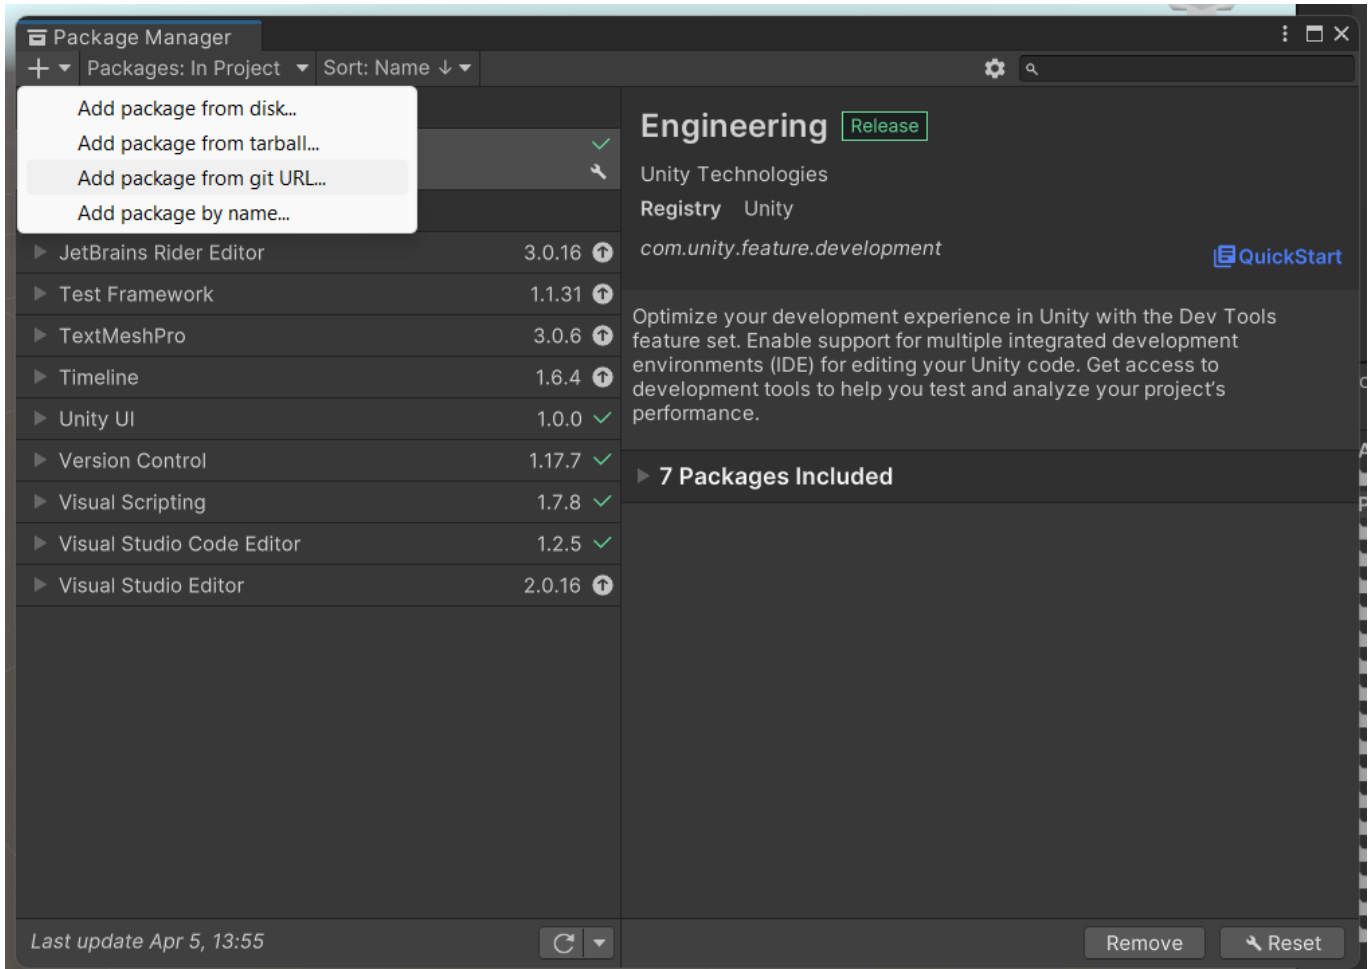 Package Manager
Packages: In Project
Sort: Name ↓
Add package from disk...
Add package from tarball...
Add package from git URL...
Add package by name...
JetBrains Rider Editor 3.0.16
Test Framework 1.1.31
TextMeshPro 3.0.6
Timeline 1.6.4
Unity UI 1.0.0
Version Control 1.17.7
Visual Scripting 1.7.8
Visual Studio Code Editor 1.2.5
Visual Studio Editor 2.0.16
Last update Apr 5, 13:55
Engineering Release
Unity Technologies
Registry Unity
com.unity.feature.development
QuickStart
Optimize your development experience in Unity with the Dev Tools
feature set. Enable support for multiple integrated development
environments (IDE) for editing your Unity code. Get access to
development tools to help you test and analyze your project's
performance.
7 Packages Included
Remove
Reset